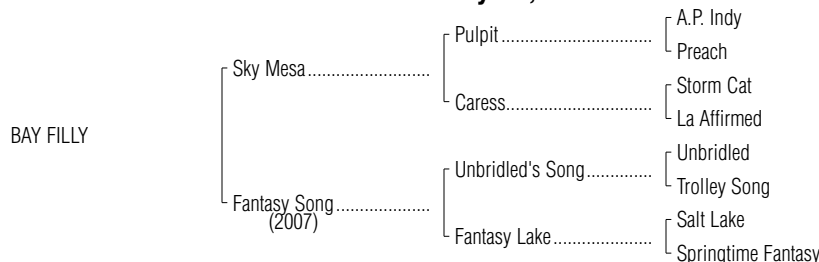 A.P. Indy
Pulpit
Preach
Sky Mesa
Storm Cat
Caress
La Affirmed
BAY FILLY
Unbridled
Unbridled's Song
Trolley Song
Fantasy Song
(2007)
Salt Lake
Fantasy Lake
Springtime Fantasy